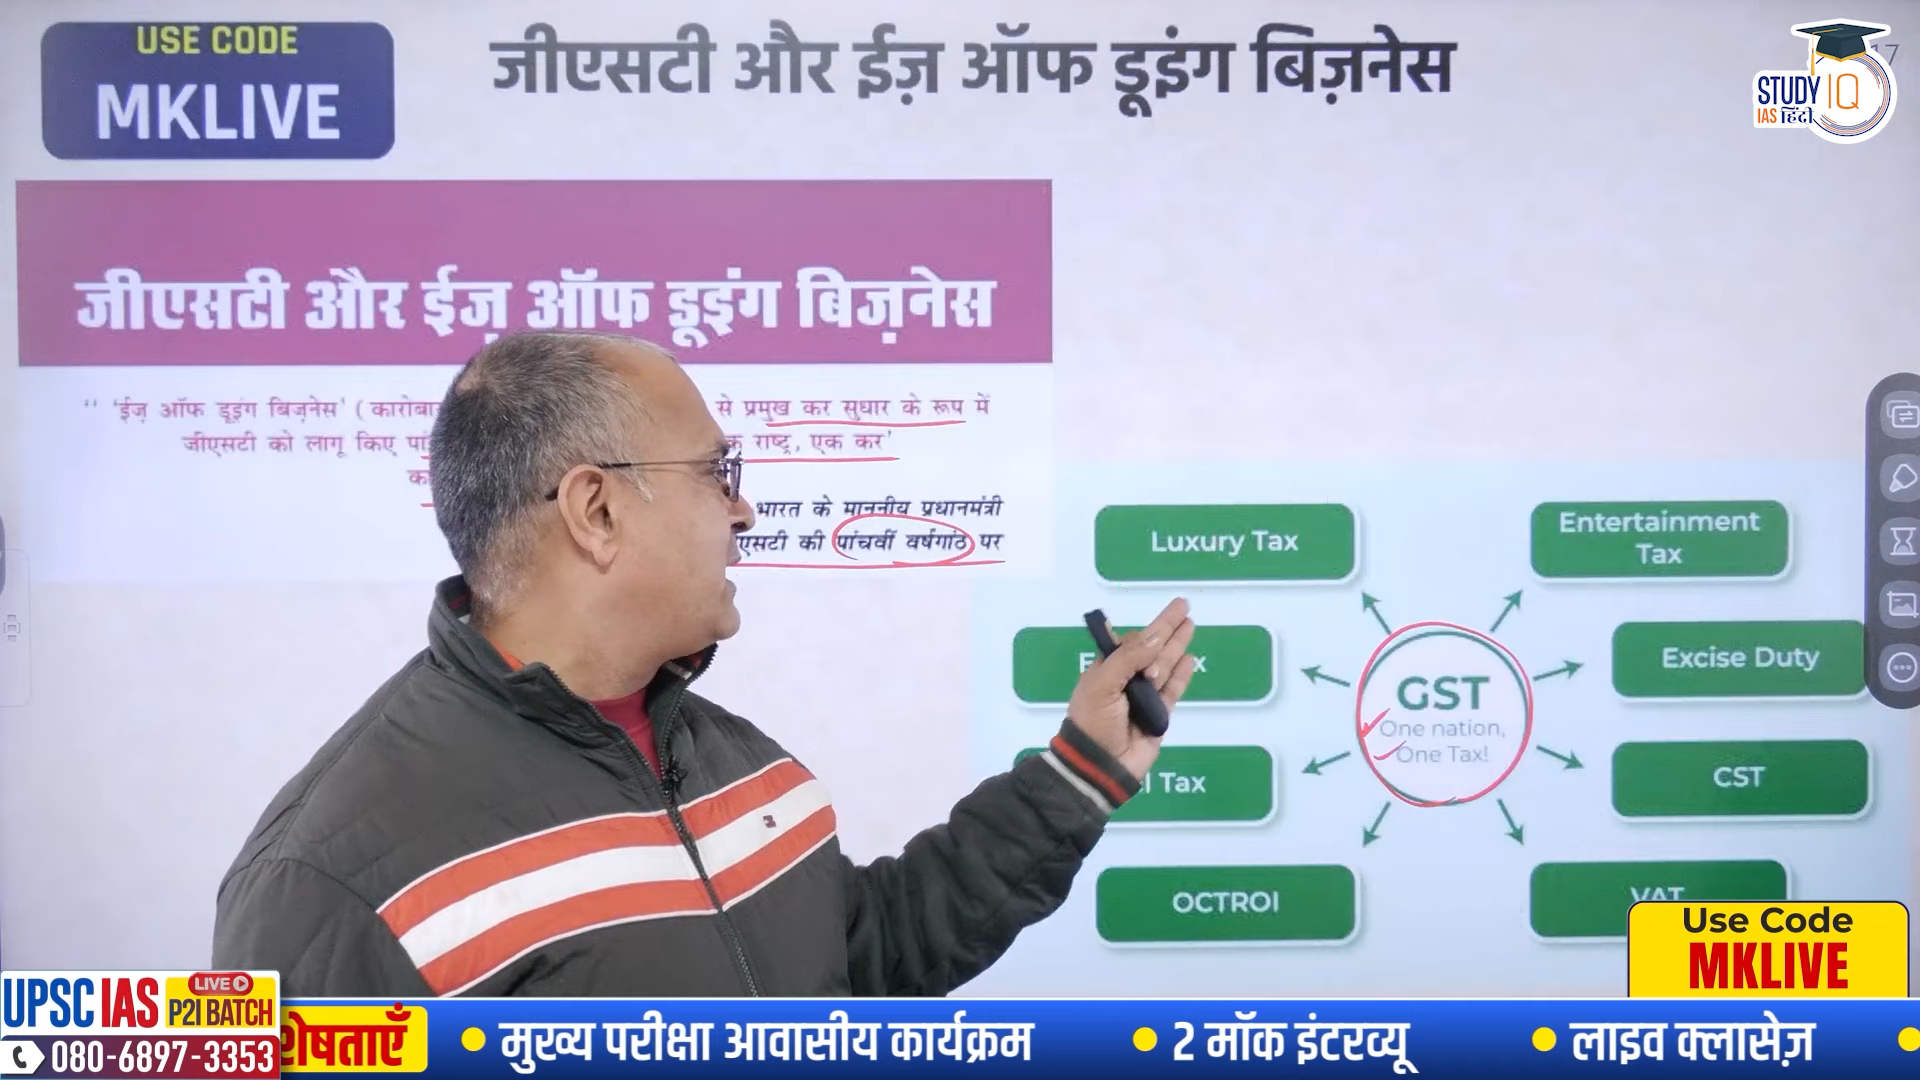 USE CODE
MKLIVE
जीएसटी और ईज़ ऑफ डूइंग बिज़नेस
17
STUDY IQ
IAS हिंदी
जीएसटी और ईज़ ऑफ डूइंग बिज़नेस
‘‘ ‘ईज़ ऑफ डूइंग बिज़नेस’ ( से प्रमुख कर सुधार के रूप में
जीएसटी को लागू किए राष्ट्र, एक कर’
भारत के माननीय प्रधानमंत्री
की पांचवीं वर्षगांठ पर
Luxury Tax
Entertainment
Tax
Excise Duty
GST
One nation,
One Tax!
Tax
CST
OCTROI
VAT
Use Code
MKLIVE
UPSC IAS
LIVE
P2I BATCH
080-6897-3353
मुख्य परीक्षा आवासीय कार्यक्रम
2 मॉक इंटरव्यू
लाइव क्लासेज़